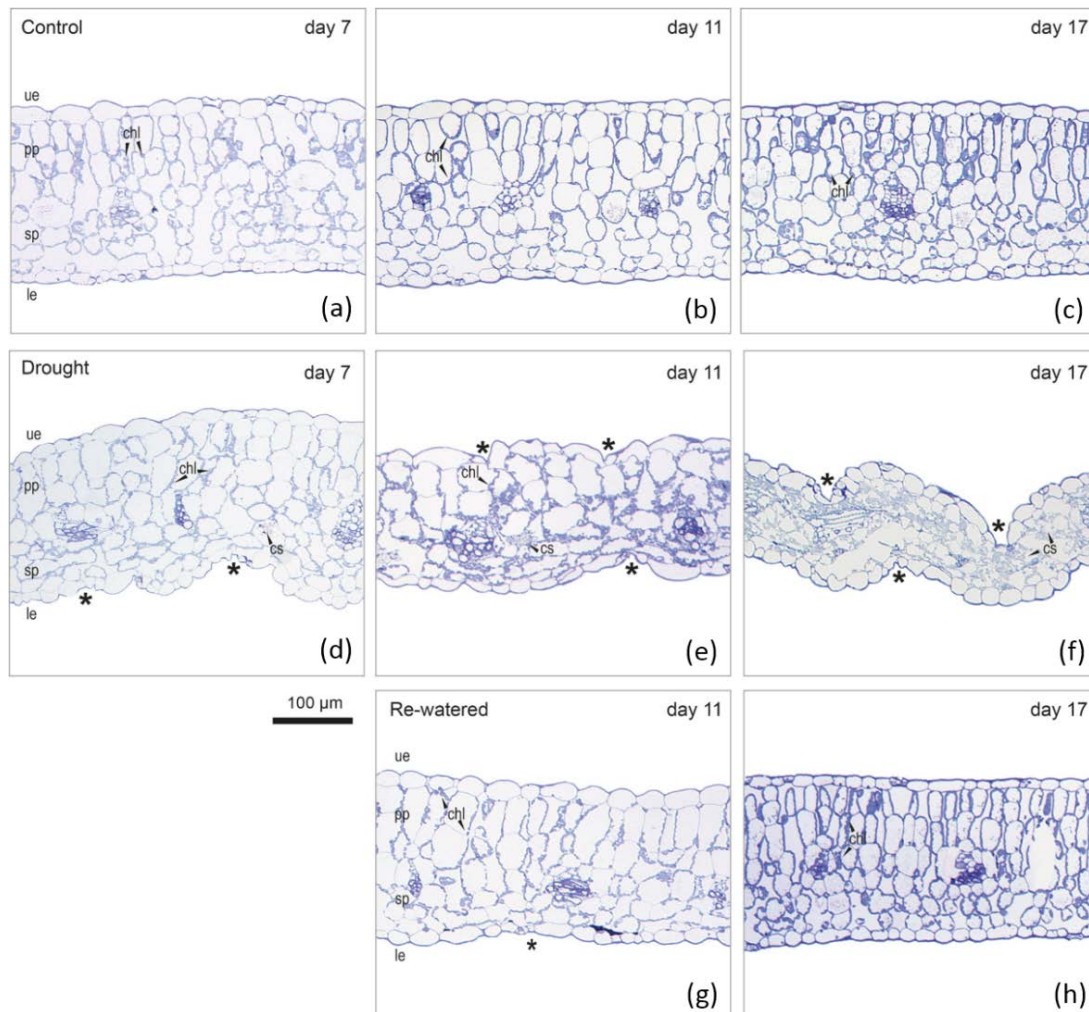 Control day 7
ue
chl
pp
sp
le
(a)
day 11
chl
(b)
day 17
chl
(c)
Drought day 7
ue
chl
pp
cs
sp
*
*
le
(d)
day 11
* *
chl
cs
*
(e)
day 17
*
*
cs
*
(f)
100 µm
Re-watered day 11
ue
chl
pp
sp
*
le
(g)
day 17
chl
(h)